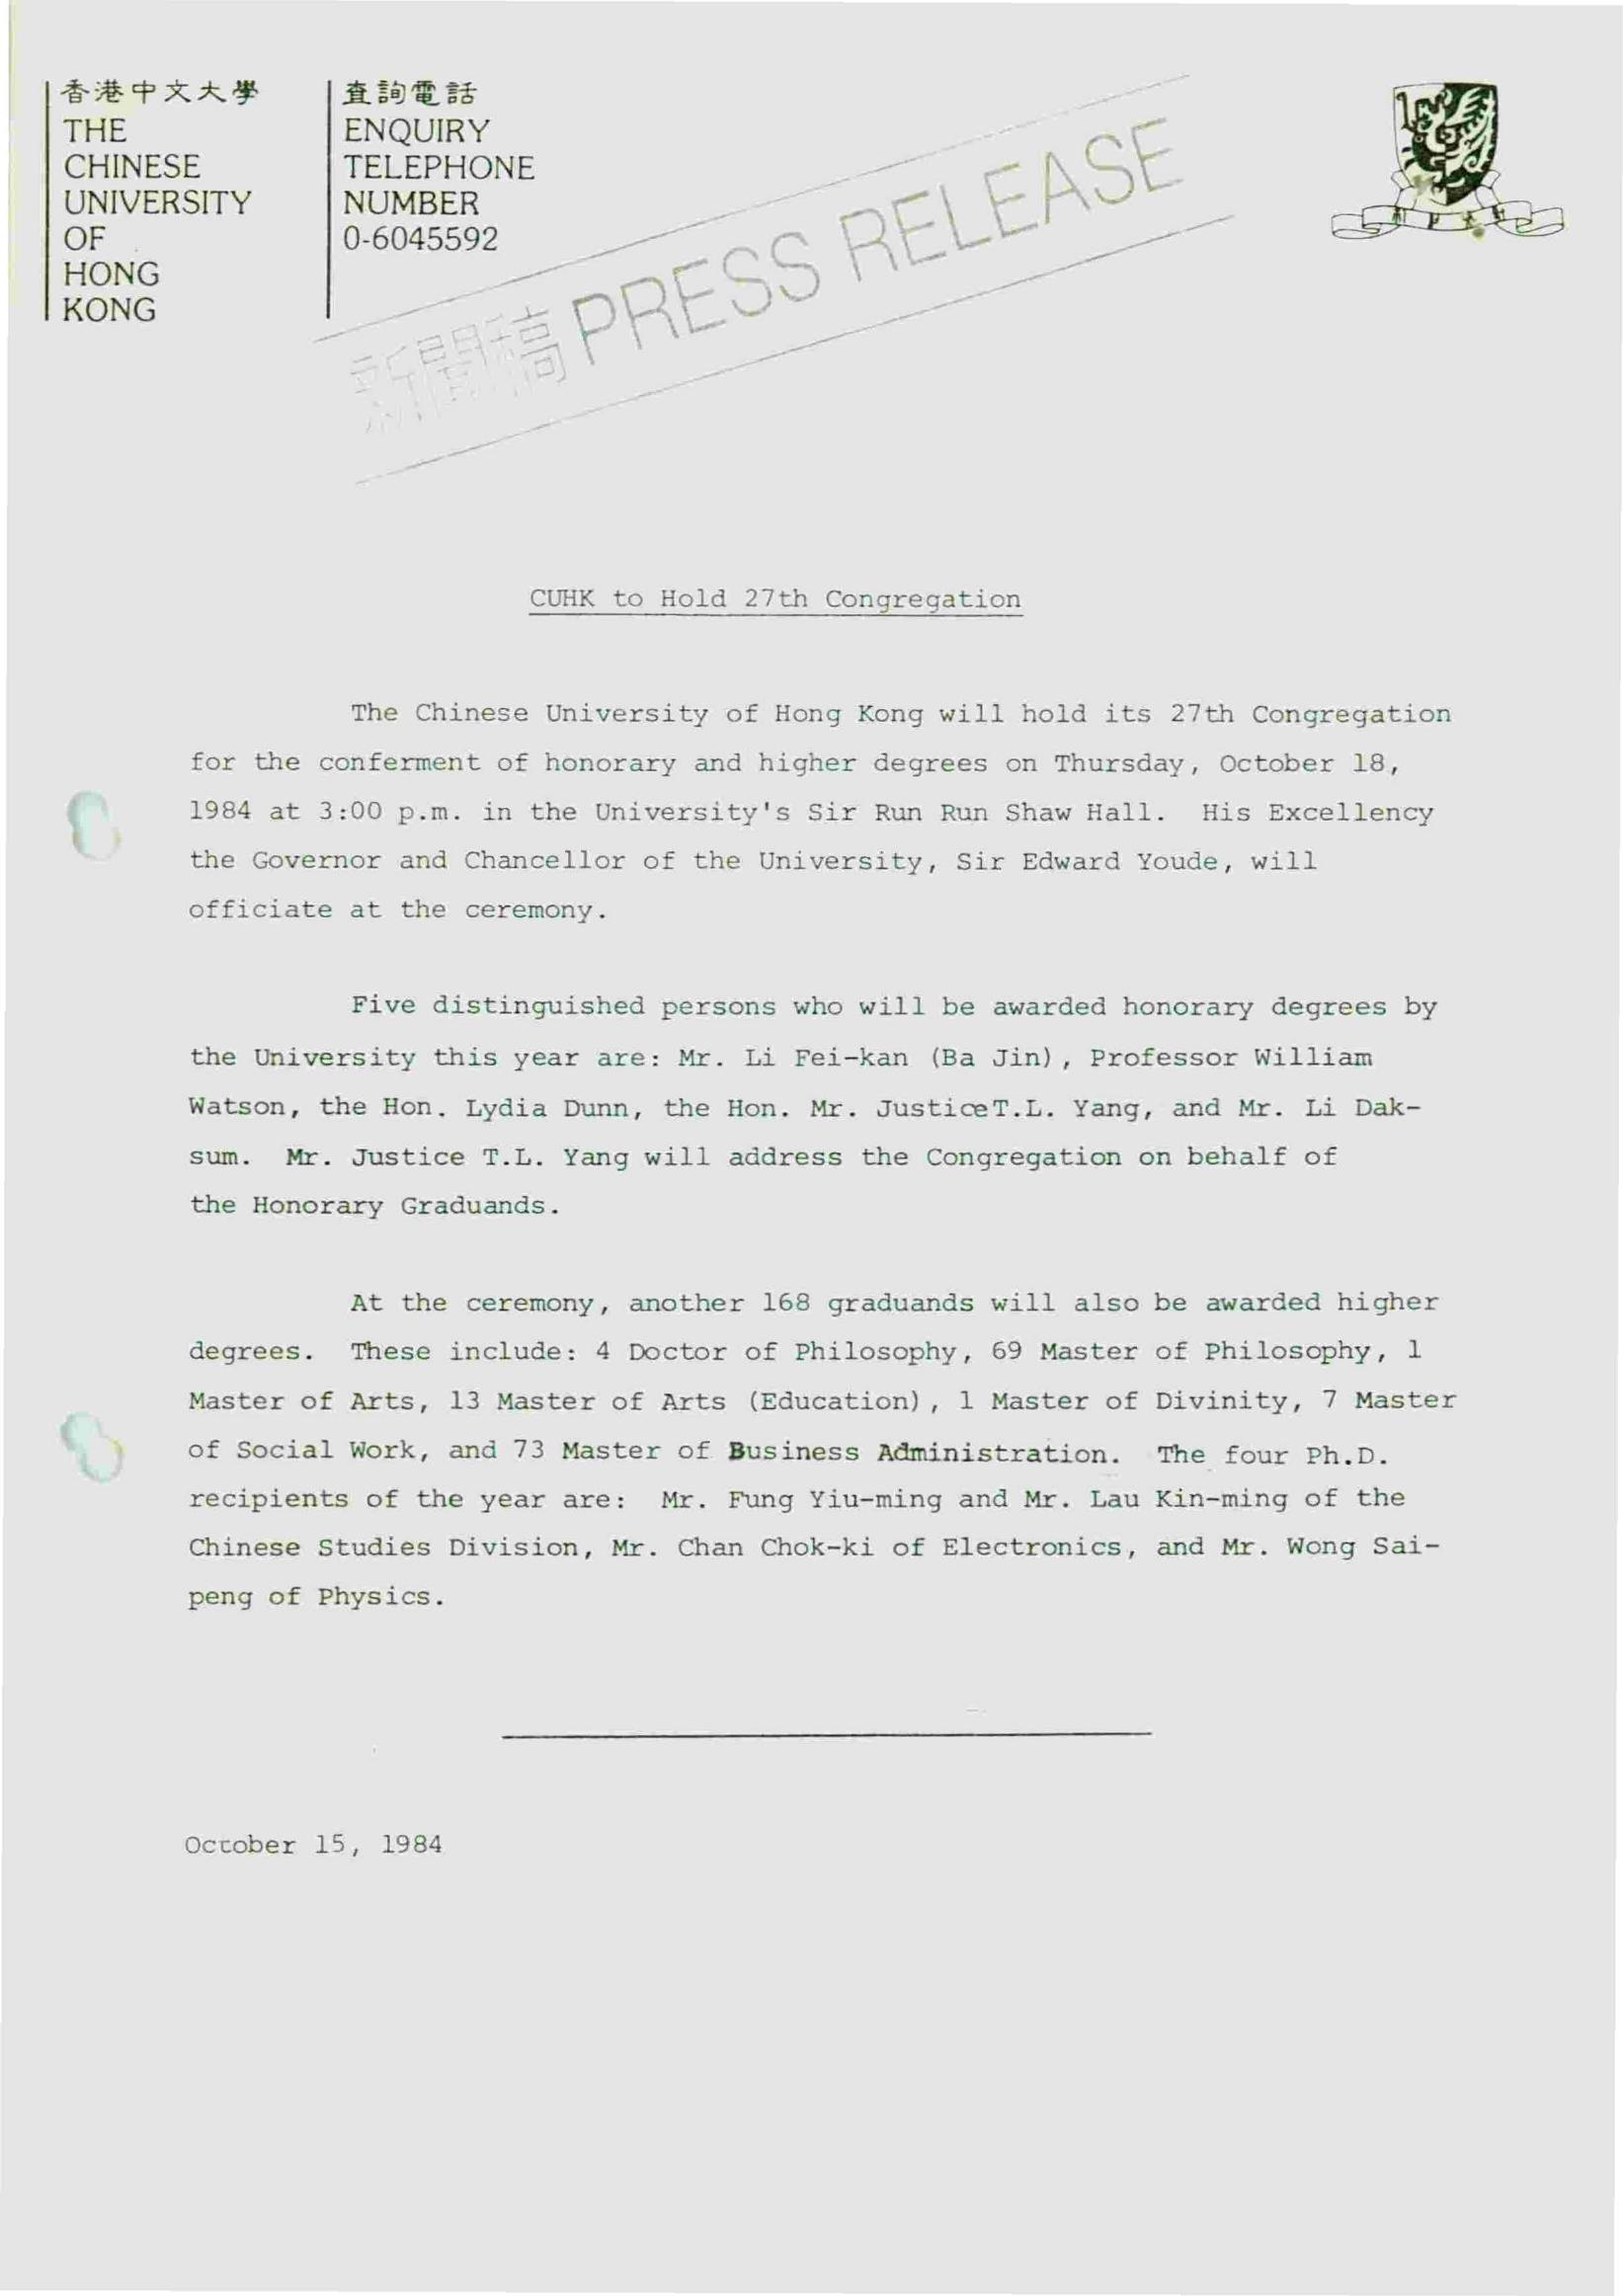 香港中文大學
THE
CHINESE
UNIVERSITY
OF
HONG
KONG
查詢電話
ENQUIRY
TELEPHONE
NUMBER
0-6045592
新聞稿 PRESS RELEASE
CUHK to Hold 27th Congregation
The Chinese University of Hong Kong will hold its 27th Congregation
for the conferment of honorary and higher degrees on Thursday, October 18,
1984 at 3:00 p.m. in the University's Sir Run Run Shaw Hall. His Excellency
the Governor and Chancellor of the University, Sir Edward Youde, will
officiate at the ceremony.
Five distinguished persons who will be awarded honorary degrees by
the University this year are: Mr. Li Fei-kan (Ba Jin), Professor William
Watson, the Hon. Lydia Dunn, the Hon. Mr. JusticeT.L. Yang, and Mr. Li Dak-
sum. Mr. Justice T.L. Yang will address the Congregation on behalf of
the Honorary Graduands.
At the ceremony, another 168 graduands will also be awarded higher
degrees. These include: 4 Doctor of Philosophy, 69 Master of Philosophy, 1
Master of Arts, 13 Master of Arts (Education), 1 Master of Divinity, 7 Master
of Social Work, and 73 Master of Business Administration. The four Ph.D.
recipients of the year are: Mr. Fung Yiu-ming and Mr. Lau Kin-ming of the
Chinese Studies Division, Mr. Chan Chok-ki of Electronics, and Mr. Wong Sai-
peng of Physics.
October 15, 1984